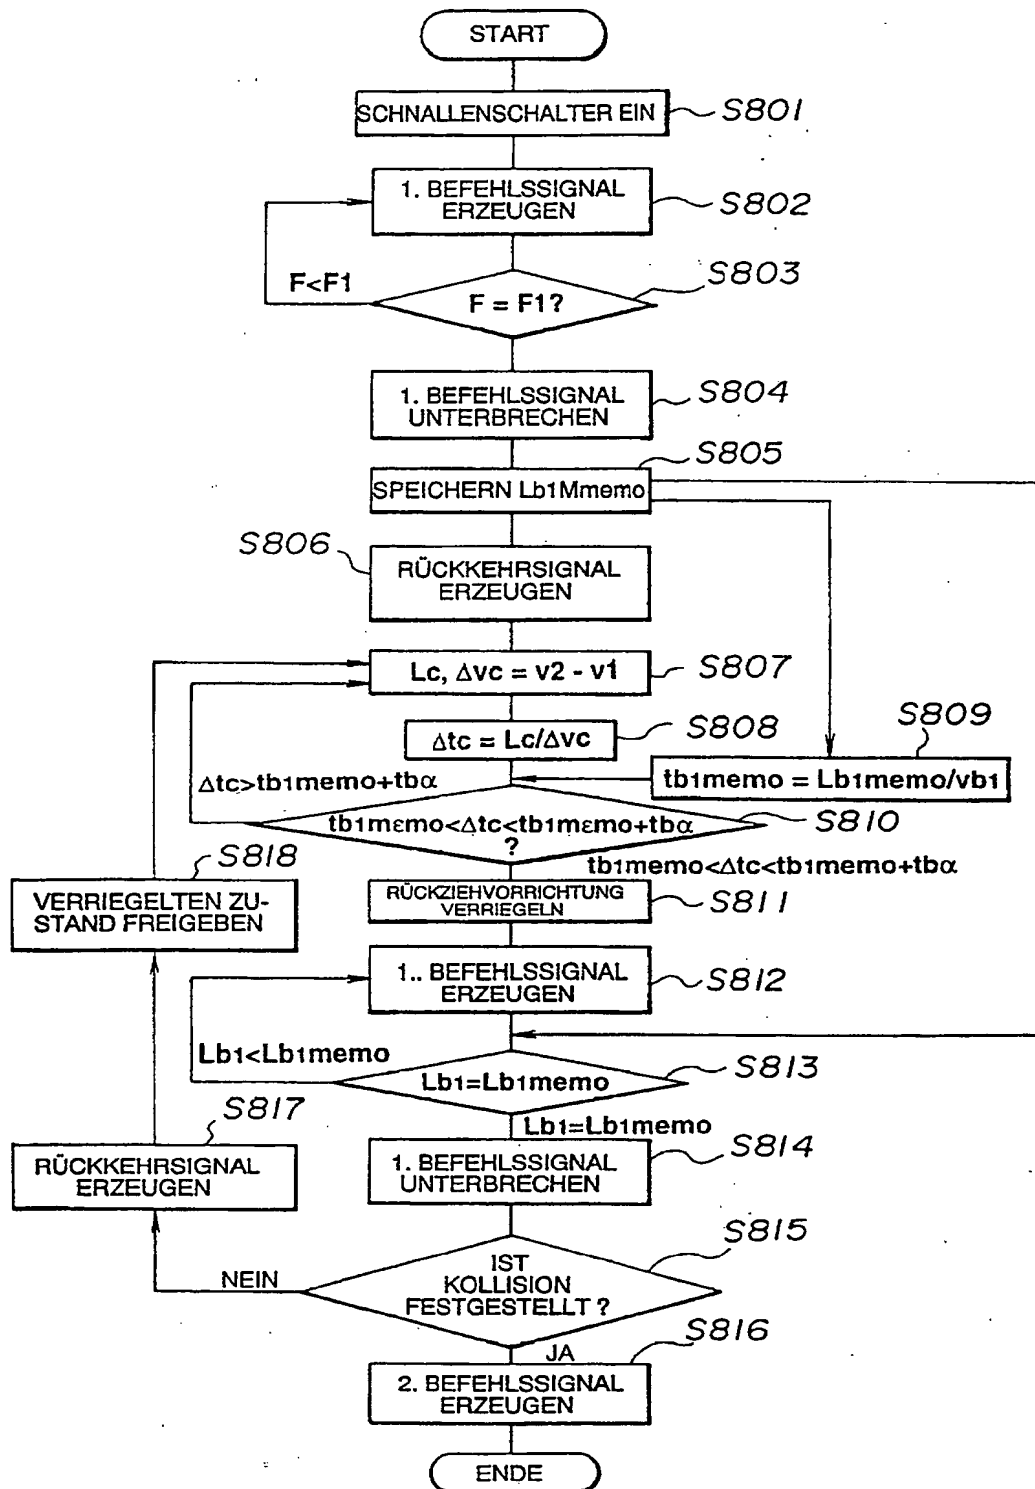 START
SCHNALLENSCHALTER EIN
S801
1. BEFEHLSSIGNAL
ERZEUGEN
S802
F<F1
F = F1?
S803
1. BEFEHLSSIGNAL
UNTERBRECHEN
S804
SPEICHERN Lb1Mmemo
S805
S806
RÜCKKEHRSIGNAL
ERZEUGEN
Lc, Δvc = v2 - v1
S807
Δtc = Lc/Δvc
S808
S809
tb1memo = Lb1memo/vb1
Δtc>tb1memo+tbα
tb1memo<Δtc<tb1memo+tbα
?
S810
tb1memo<Δtc<tb1memo+tbα
S818
VERRIEGELTEN ZU-
STAND FREIGEBEN
RÜCKZIEHVORRICHTUNG
VERRIEGELN
S811
1.. BEFEHLSSIGNAL
ERZEUGEN
S812
Lb1<Lb1memo
Lb1=Lb1memo
S813
Lb1=Lb1memo
S817
RÜCKKEHRSIGNAL
ERZEUGEN
1. BEFEHLSSIGNAL
UNTERBRECHEN
S814
NEIN
IST
KOLLISION
FESTGESTELLT ?
S815
JA
S816
2. BEFEHLSSIGNAL
ERZEUGEN
ENDE